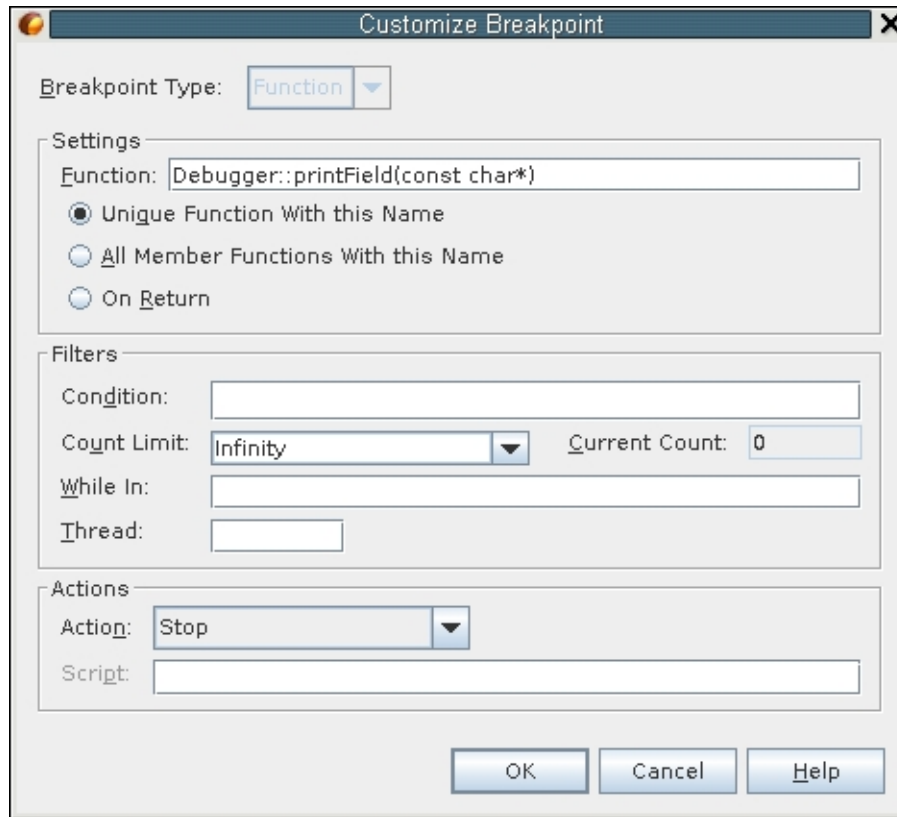 Customize Breakpoint
Breakpoint Type: Function
Settings
Function: Debugger::printField(const char*)
Unique Function With this Name
All Member Functions With this Name
On Return
Filters
Condition:
Count Limit: Infinity Current Count: 0
While In:
Thread:
Actions
Action: Stop
Script:
OK Cancel Help